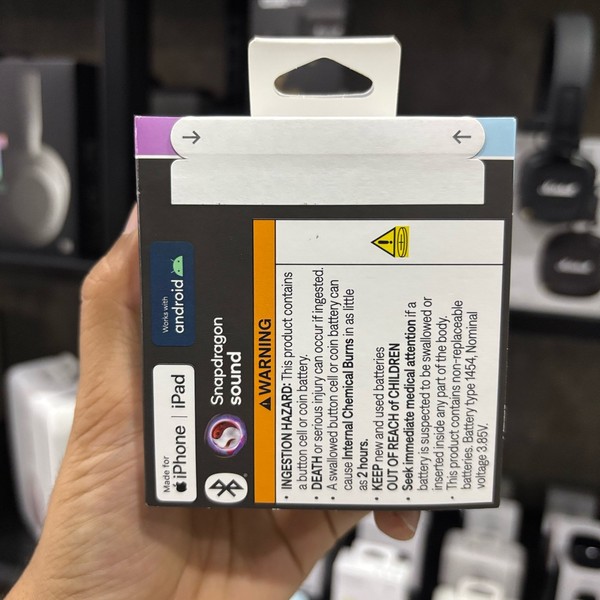 Made for
iPhone | iPad
Works with
android
Snapdragon
sound
WARNING
• INGESTION HAZARD: This product contains
a button cell or coin battery.
• DEATH or serious injury can occur if ingested.
• A swallowed button cell or coin battery can
cause Internal Chemical Burns in as little
as 2 hours.
• KEEP new and used batteries
OUT OF REACH of CHILDREN
• Seek immediate medical attention if a
battery is suspected to be swallowed or
inserted inside any part of the body.
• This product contains non-replaceable
batteries. Battery type 1454, Nominal
voltage 3.85V.
Marshall
Marshall